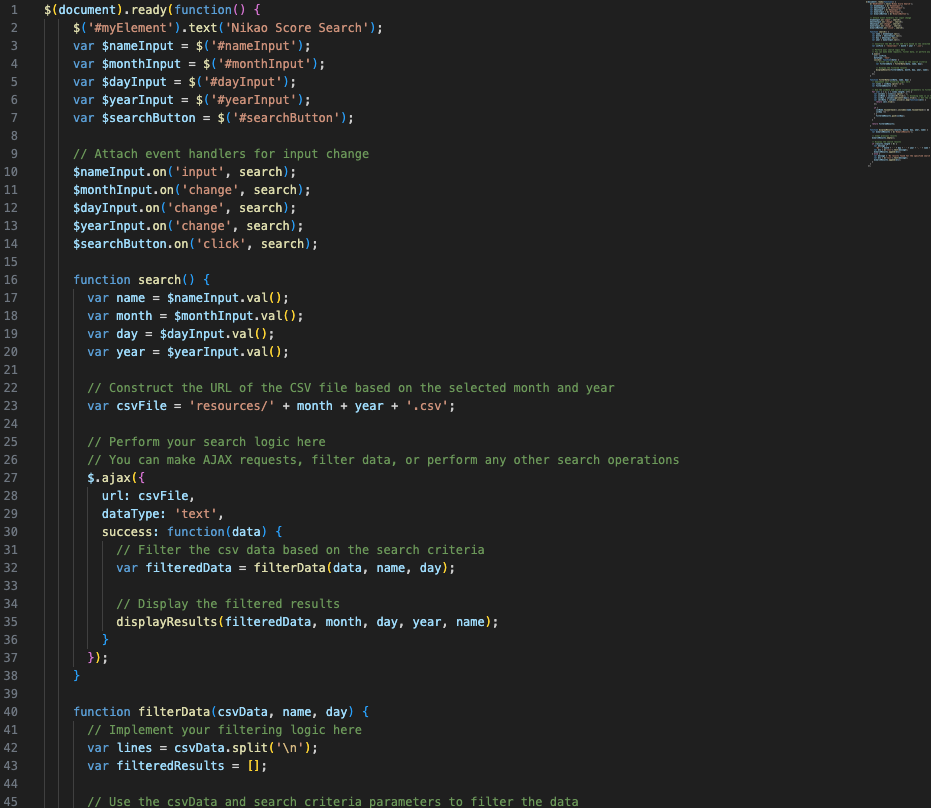 1 $(document).ready(function() {
2 $('#myElement').text('Nikao Score Search');
3 var $nameInput = $('#nameInput');
4 var $monthInput = $('#monthInput');
5 var $dayInput = $('#dayInput');
6 var $yearInput = $('#yearInput');
7 var $searchButton = $('#searchButton');
8
9 // Attach event handlers for input change
10 $nameInput.on('input', search);
11 $monthInput.on('change', search);
12 $dayInput.on('change', search);
13 $yearInput.on('change', search);
14 $searchButton.on('click', search);
15
16 function search() {
17 var name = $nameInput.val();
18 var month = $monthInput.val();
19 var day = $dayInput.val();
20 var year = $yearInput.val();
21
22 // Construct the URL of the CSV file based on the selected month and year
23 var csvFile = 'resources/' + month + year + '.csv';
24
25 // Perform your search logic here
26 // You can make AJAX requests, filter data, or perform any other search operations
27 $.ajax({
28 url: csvFile,
29 dataType: 'text',
30 success: function(data) {
31 // Filter the csv data based on the search criteria
32 var filteredData = filterData(data, name, day);
33
34 // Display the filtered results
35 displayResults(filteredData, month, day, year, name);
36 }
37 });
38 }
39
40 function filterData(csvData, name, day) {
41 // Implement your filtering logic here
42 var lines = csvData.split('\n');
43 var filteredResults = [];
44
45 // Use the csvData and search criteria parameters to filter the data